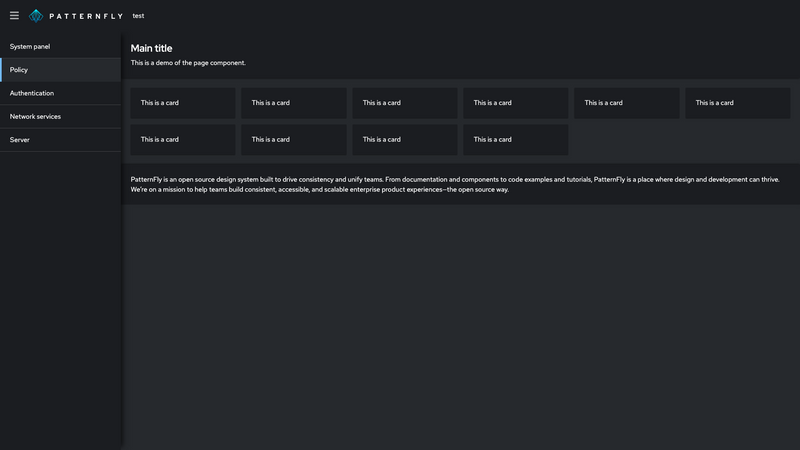 PATTERNFLY test
System panel
Policy
Authentication
Network services
Server
Main title
This is a demo of the page component.
This is a card This is a card This is a card This is a card This is a card This is a card
This is a card This is a card This is a card This is a card
PatternFly is an open source design system built to drive consistency and unify teams. From documentation and components to code examples and tutorials, PatternFly is a place where design and development can thrive.
We're on a mission to help teams build consistent, accessible, and scalable enterprise product experiences—the open source way.